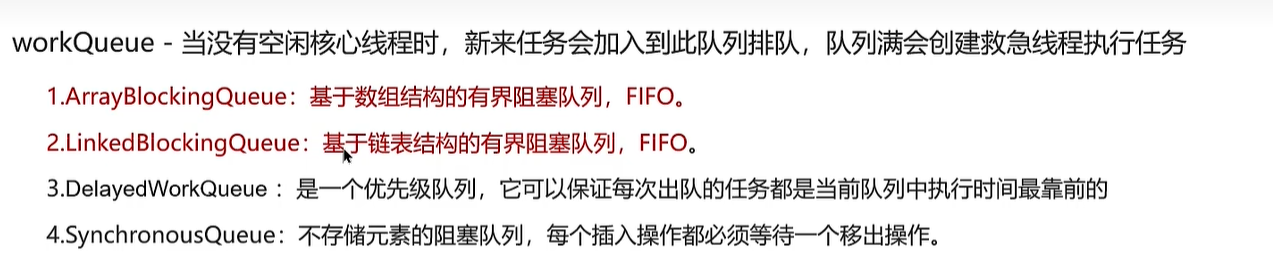 workQueue - 当没有空闲核心线程时，新来任务会加入到此队列排队，队列满会创建救急线程执行任务
1.ArrayBlockingQueue：基于数组结构的有界阻塞队列，FIFO。
2.LinkedBlockingQueue：基于链表结构的有界阻塞队列，FIFO。
3.DelayedWorkQueue ：是一个优先级队列，它可以保证每次出队的任务都是当前队列中执行时间最靠前的
4.SynchronousQueue：不存储元素的阻塞队列，每个插入操作都必须等待一个移出操作。